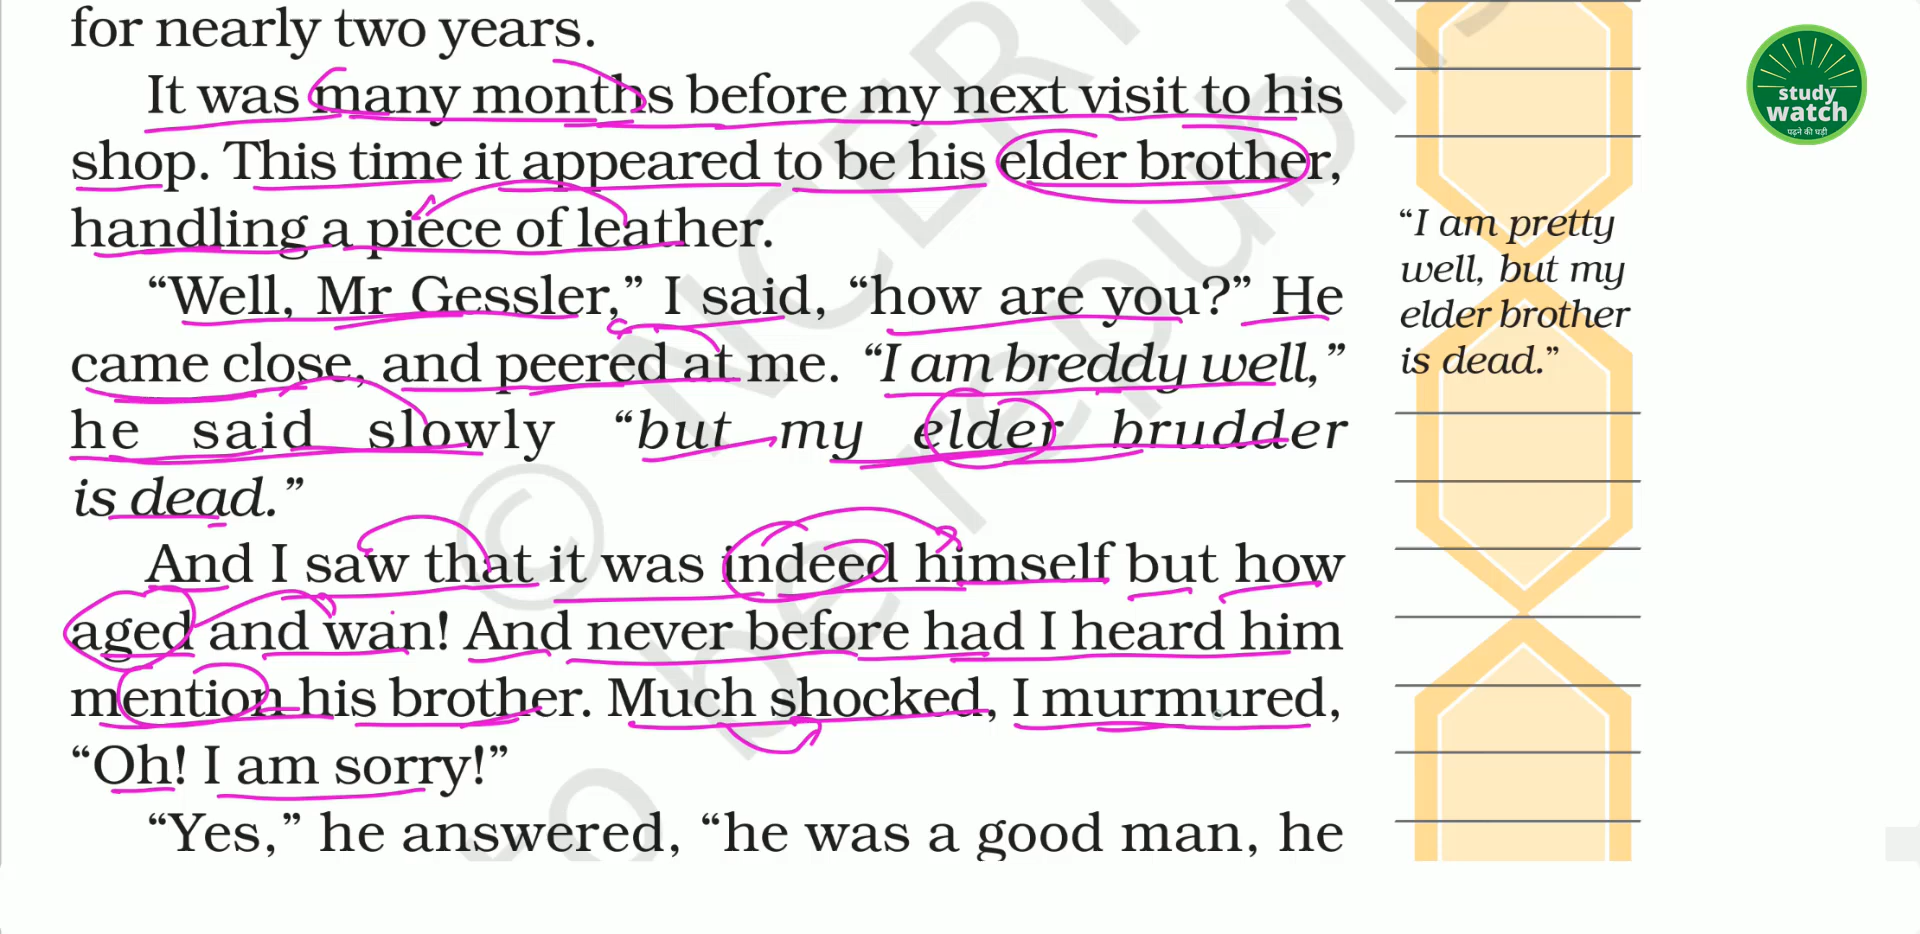 for nearly two years.
It was many months before my next visit to his
shop. This time it appeared to be his elder brother,
handling a piece of leather.
“Well, Mr Gessler,” I said, “how are you?” He
came close, and peered at me. “I am breddy well,”
he said slowly “but my elder brudder
is dead.”
And I saw that it was indeed himself but how
aged and wan! And never before had I heard him
mention his brother. Much shocked, I murmured,
“Oh! I am sorry!”
“Yes,” he answered, “he was a good man, he
“I am pretty
well, but my
elder brother
is dead.”
study
watch
पढ़ने की घड़ी
© NCERT
be republis